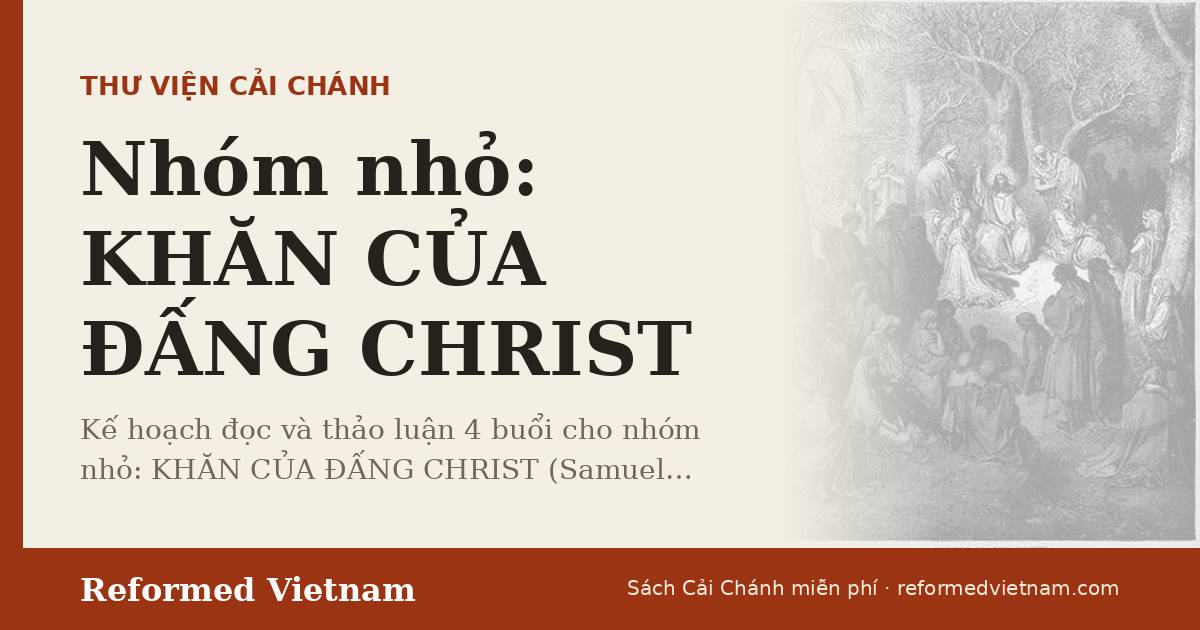 THƯ VIỆN CẢI CHÁNH
Nhóm nhỏ:
KHĂN CỦA
ĐẤNG CHRIST
Kế hoạch đọc và thảo luận 4 buổi cho nhóm
nhỏ: KHĂN CỦA ĐẤNG CHRIST (Samuel...
Reformed Vietnam
Sách Cải Chánh miễn phí · reformedvietnam.com